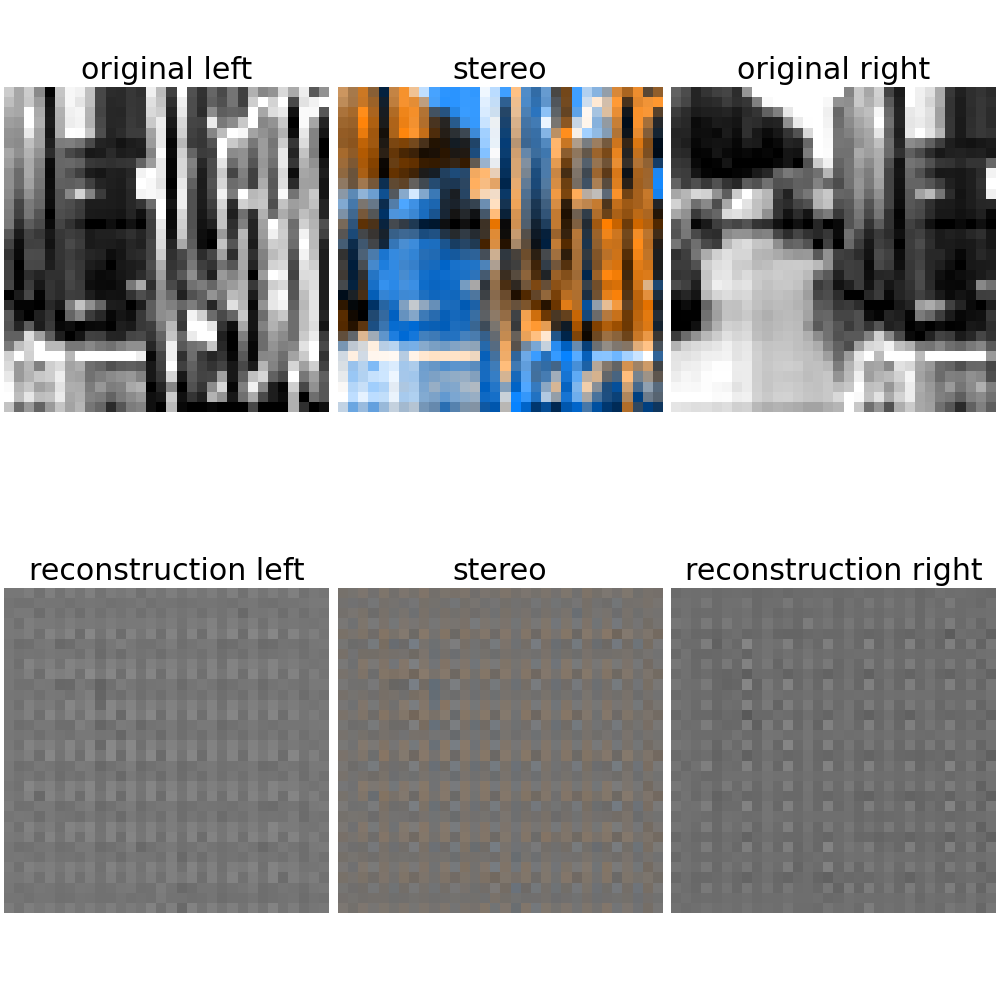 original left
stereo
original right
reconstruction left
stereo
reconstruction right